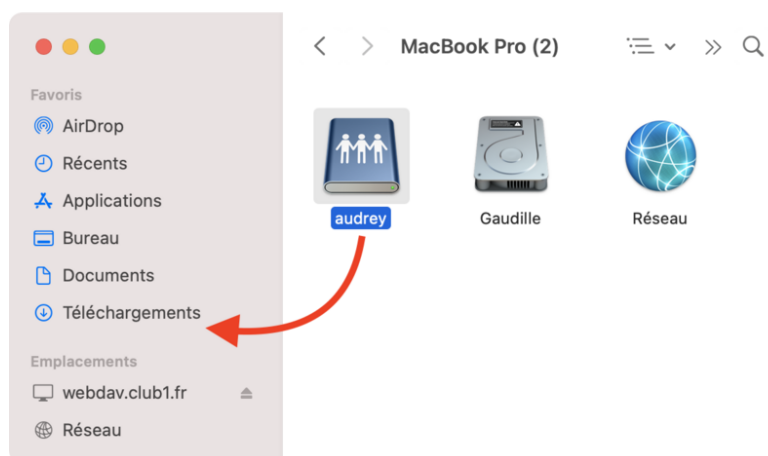 MacBook Pro (2)
Favoris
AirDrop
Récents
Applications
Bureau
Documents
Téléchargements
Emplacements
webdav.club1.fr
Réseau
audrey
Gaudille
Réseau